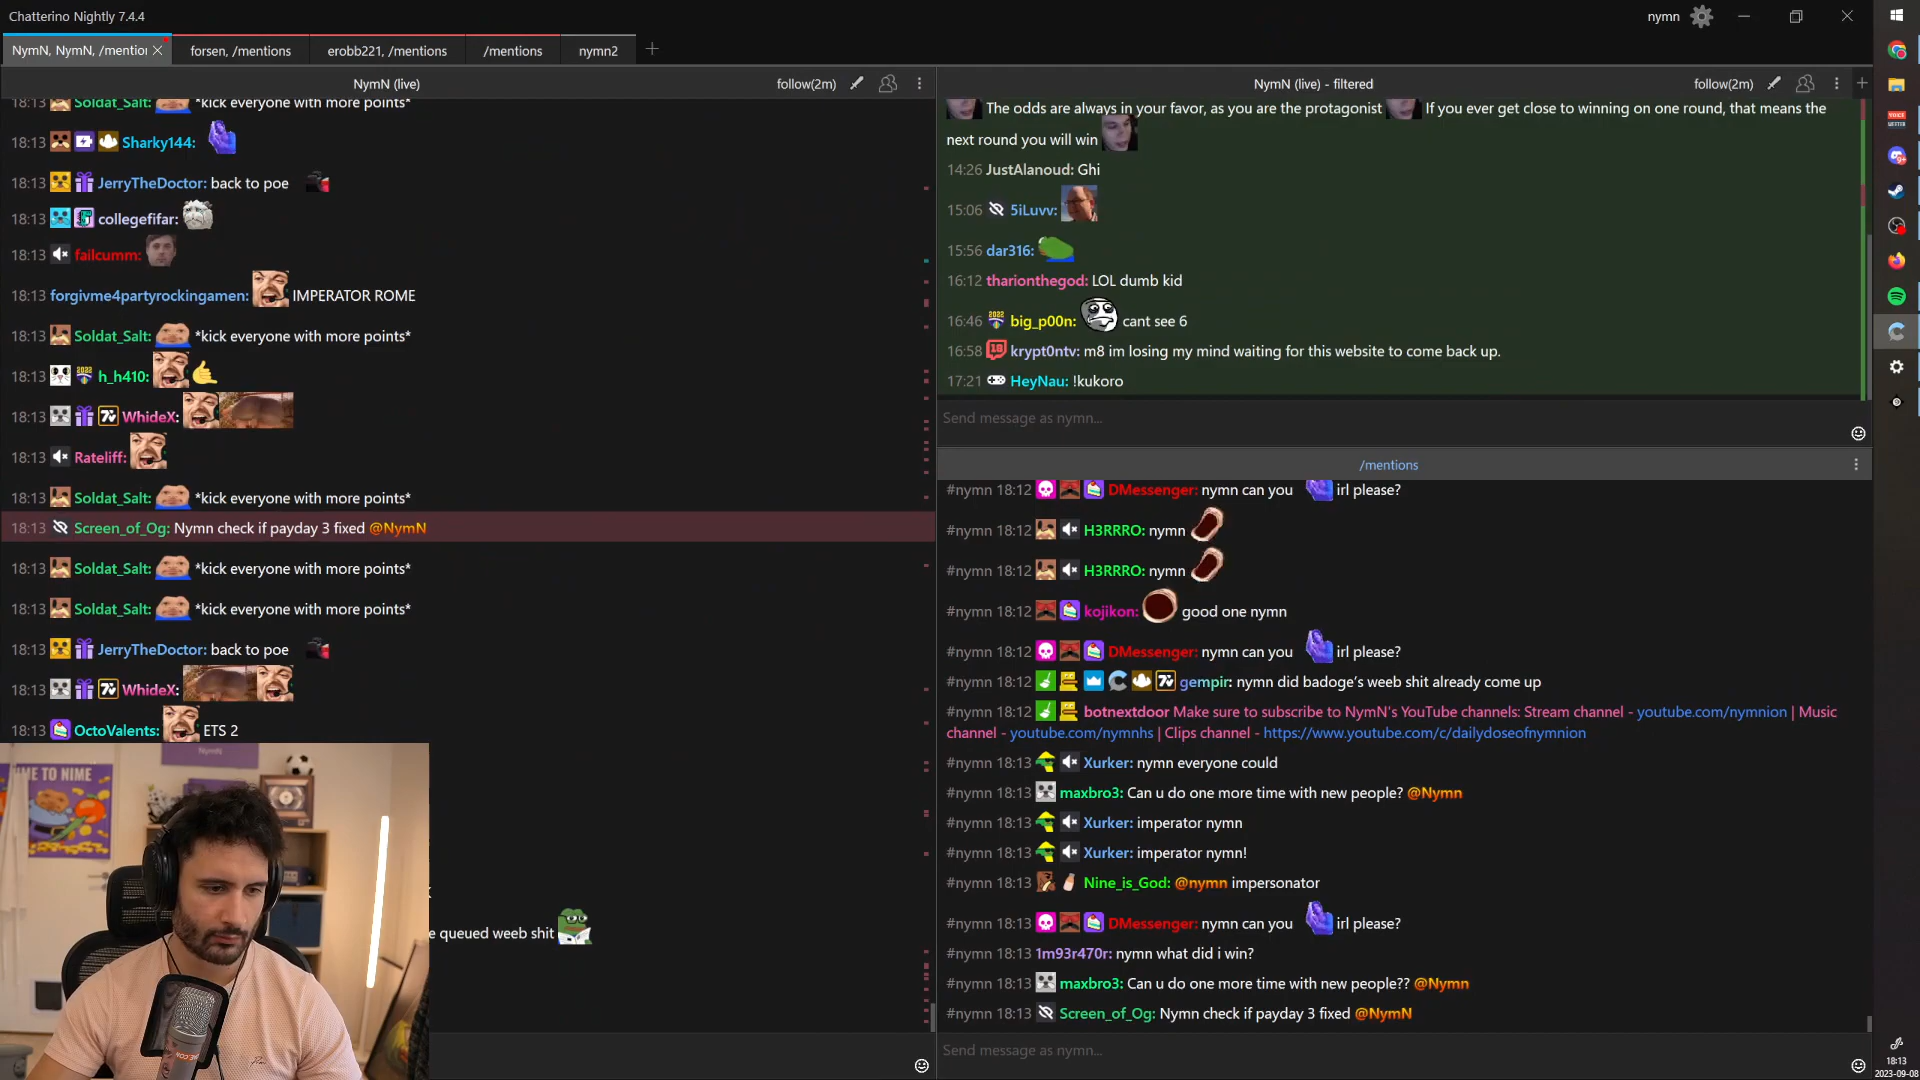 Chatterino Nightly 7.4.4
nymn
NymN, NymN, /mention
forsen, /mentions
erobb221, /mentions
/mentions
nymn2
NymN (live)
follow(2m)
18:13 Soldat_Salt: *kick everyone with more points*
18:13 Sharky144:
18:13 JerryTheDoctor: back to poe
18:13 collegefifar:
18:13 failcumm:
18:13 forgivme4partyrockingamen: IMPERATOR ROME
18:13 Soldat_Salt: *kick everyone with more points*
18:13 h_h410:
18:13 WhideX:
18:13 Rateliff:
18:13 Soldat_Salt: *kick everyone with more points*
18:13 Screen_of_Og: Nymn check if payday 3 fixed @NymN
18:13 Soldat_Salt: *kick everyone with more points*
18:13 Soldat_Salt: *kick everyone with more points*
18:13 JerryTheDoctor: back to poe
18:13 WhideX:
18:13 OctoValents: ETS 2
e queued weeb shit
NymN (live) - filtered
follow(2m)
The odds are always in your favor, as you are the protagonist If you ever get close to winning on one round, that means the
next round you will win
14:26 JustAlanoud: Ghi
15:06 5iLuvv:
15:56 dar316:
16:12 tharionthegod: LOL dumb kid
16:46 big_p00n: cant see 6
16:58 krypt0ntv: m8 im losing my mind waiting for this website to come back up.
17:21 HeyNau: !kukoro
Send message as nymn...
/mentions
#nymn 18:12 DMessenger: nymn can you irl please?
#nymn 18:12 H3RRRO: nymn
#nymn 18:12 H3RRRO: nymn
#nymn 18:12 kojikon: good one nymn
#nymn 18:12 DMessenger: nymn can you irl please?
#nymn 18:12 gempir: nymn did badoge's weeb shit already come up
#nymn 18:12 botnextdoor Make sure to subscribe to NymN's YouTube channels: Stream channel - youtube.com/nymnion | Music
channel - youtube.com/nymnhs | Clips channel - https://www.youtube.com/c/dailydoseofnymnion
#nymn 18:13 Xurker: nymn everyone could
#nymn 18:13 maxbro3: Can u do one more time with new people? @Nymn
#nymn 18:13 Xurker: imperator nymn
#nymn 18:13 Xurker: imperator nymn!
#nymn 18:13 Nine_is_God: @nymn impersonator
#nymn 18:13 DMessenger: nymn can you irl please?
#nymn 18:13 1m93r470r: nymn what did i win?
#nymn 18:13 maxbro3: Can u do one more time with new people?? @Nymn
#nymn 18:13 Screen_of_Og: Nymn check if payday 3 fixed @NymN
Send message as nymn...
18:13
2023-09-08
ME TO NIME